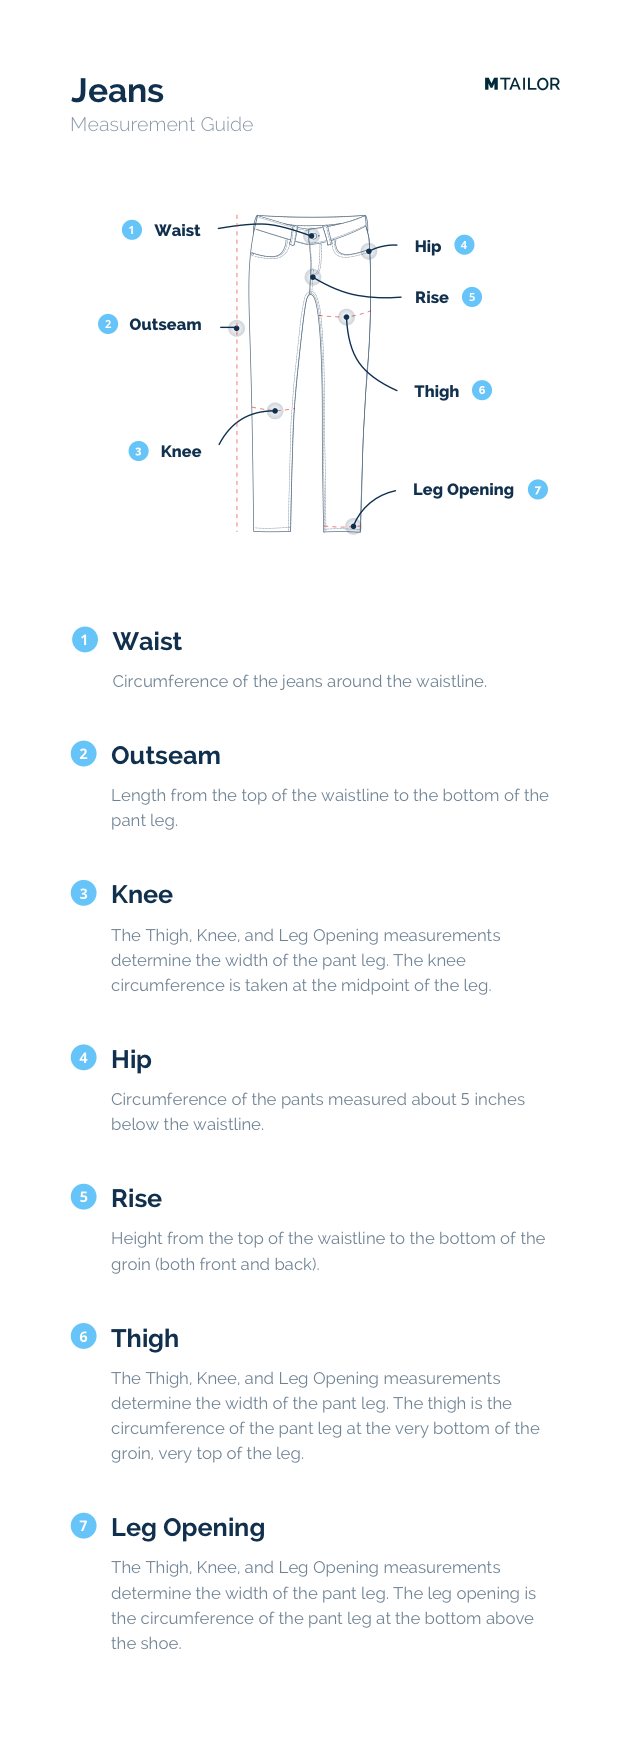 Jeans
MTAILOR
Measurement Guide
1 Waist
Hip 4
Rise 5
2 Outseam
Thigh 6
3 Knee
Leg Opening 7
1 Waist
Circumference of the jeans around the waistline.
2 Outseam
Length from the top of the waistline to the bottom of the
pant leg.
3 Knee
The Thigh, Knee, and Leg Opening measurements
determine the width of the pant leg. The knee
circumference is taken at the midpoint of the leg.
4 Hip
Circumference of the pants measured about 5 inches
below the waistline.
5 Rise
Height from the top of the waistline to the bottom of the
groin (both front and back).
6 Thigh
The Thigh, Knee, and Leg Opening measurements
determine the width of the pant leg. The thigh is the
circumference of the pant leg at the very bottom of the
groin, very top of the leg.
7 Leg Opening
The Thigh, Knee, and Leg Opening measurements
determine the width of the pant leg. The leg opening is
the circumference of the pant leg at the bottom above
the shoe.